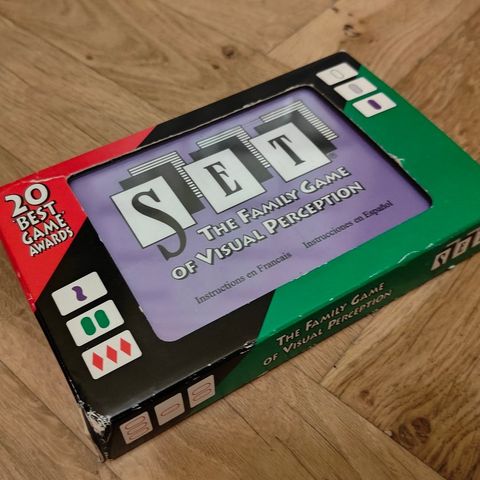 20
BEST
GAME
AWARDS
SET
THE FAMILY GAME
OF VISUAL PERCEPTION
Instructions en Francais Instrucciones en Español
THE FAMILY GAME
OF VISUAL PERCEPTION
SET